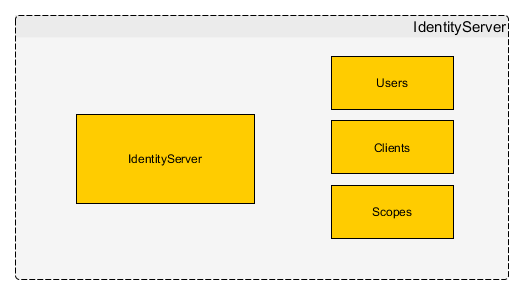 IdentityServer
Users
IdentityServer
Clients
Scopes